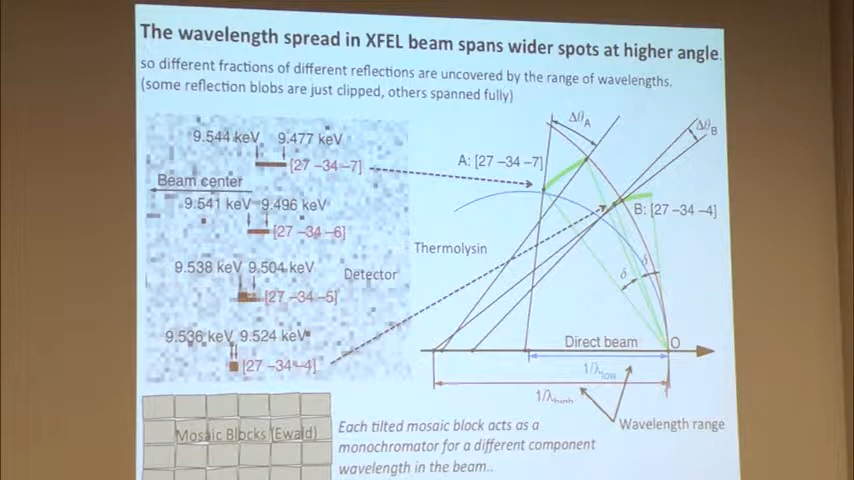 The wavelength spread in XFEL beam spans wider spots at higher angle.
so different fractions of different reflections are uncovered by the range of wavelengths.
(some reflection blobs are just clipped, others spanned fully)
9.544 keV 9.477 keV
[27 −34 −7]
Beam center
9.541 keV 9.496 keV
[27 −34 −6]
9.538 keV 9.504 keV
Detector
[27 −34 −5]
9.536 keV 9.524 keV
[27 −34 −4]
ΔθA
ΔθB
A: [27 −34 −7]
B: [27 −34 −4]
Thermolysin
δ
δ
Direct beam
O
1/λlow
1/λhigh
Wavelength range
Mosaic Blocks (Ewald)
Each tilted mosaic block acts as a
monochromator for a different component
wavelength in the beam..